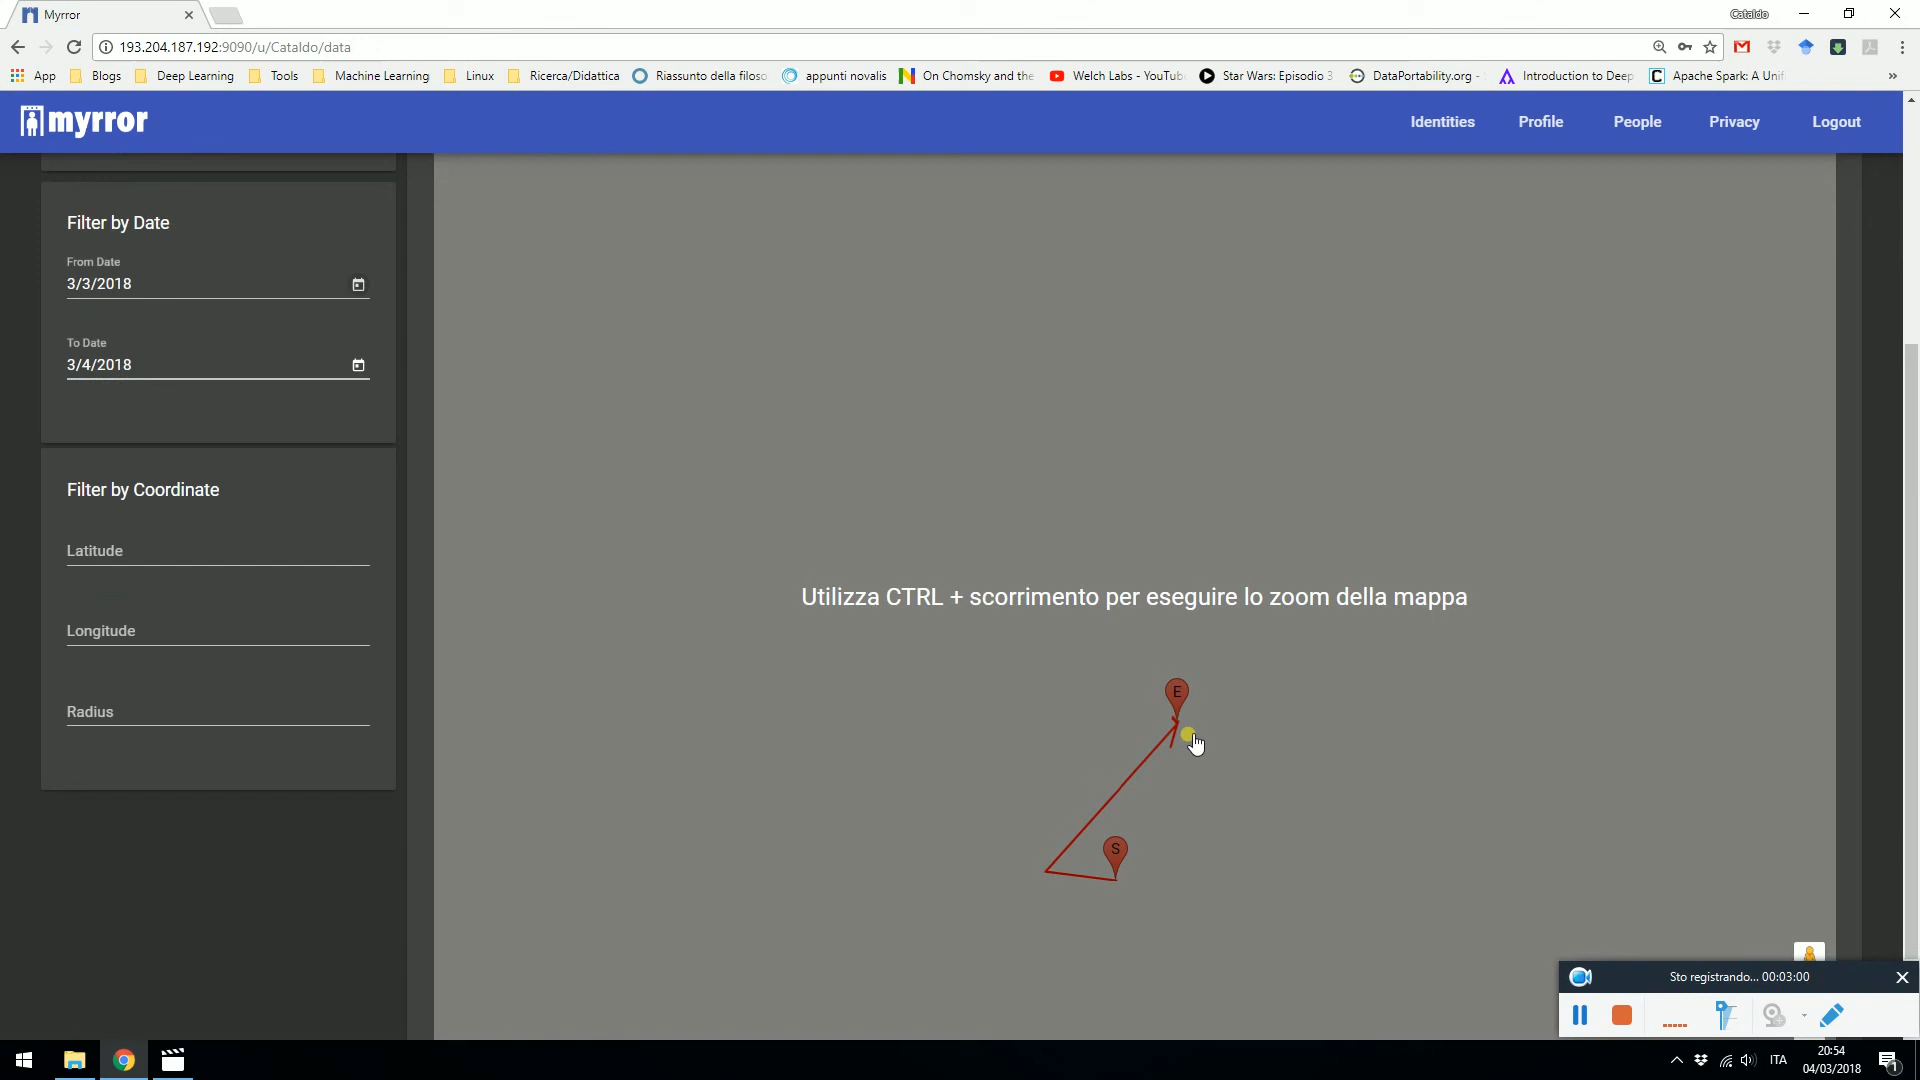 Myrror
Cataldo
193.204.187.192:9090/u/Cataldo/data
App Blogs Deep Learning Tools Machine Learning Linux Ricerca/Didattica Riassunto della filoso appunti novalis On Chomsky and the Welch Labs - YouTub Star Wars: Episodio 3 DataPortability.org - Introduction to Deep Apache Spark: A Unif »
myrror
Identities Profile People Privacy Logout
Filter by Date
From Date
3/3/2018
To Date
3/4/2018
Filter by Coordinate
Latitude
Longitude
Radius
Utilizza CTRL + scorrimento per eseguire lo zoom della mappa
E
S
Sto registrando... 00:03:00
ITA
20:54
04/03/2018
1